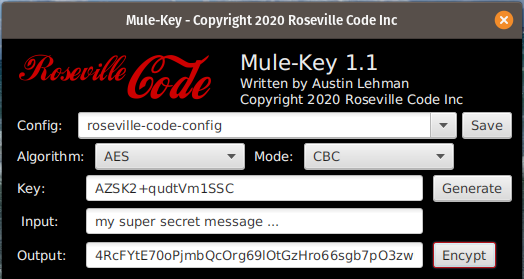 Mule-Key - Copyright 2020 Roseville Code Inc
Roseville Code
Mule-Key 1.1
Written by Austin Lehman
Copyright 2020 Roseville Code Inc
Config: roseville-code-config Save
Algorithm: AES Mode: CBC
Key: AZSK2+qudtVm1SSC Generate
Input: my super secret message ...
Output: 4RcFYtE70oPjmbQcOrg69lOtGzHro66sgb7pO3zw Encrypt